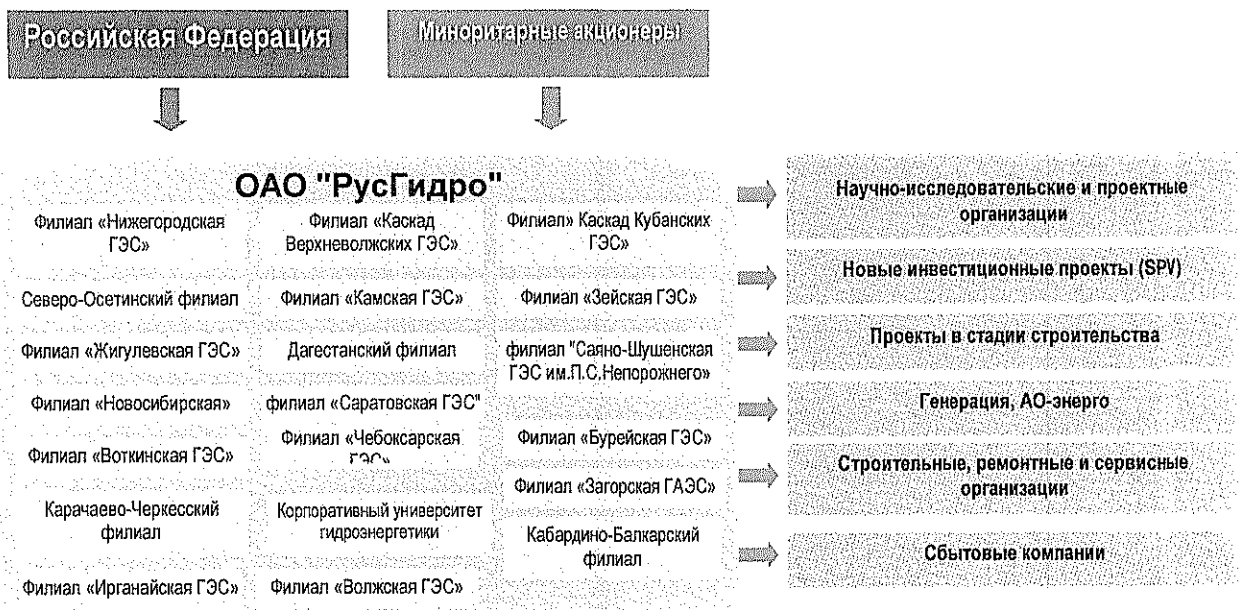 Российская Федерация
Миноритарные акционеры
ОАО "РусГидро"
Филиал «Нижегородская
ГЭС»
Северо-Осетинский филиал
Филиал «Жигулевская ГЭС»
Филиал «Новосибирская»
Филиал «Воткинская ГЭС»
Карачаево-Черкесский
филиал
Филиал «Ирганайская ГЭС»
Филиал «Каскад
Верхневолжских ГЭС»
Филиал «Камская ГЭС»
Дагестанский филиал
филиал «Саратовская ГЭС"
Филиал «Чебоксарская
ГЭС»
Корпоративный университет
гидроэнергетики
Филиал «Волжская ГЭС»
Филиал» Каскад Кубанских
ГЭС»
Филиал «Зейская ГЭС»
филиал "Саяно-Шушенская
ГЭС им.П.С.Непорожнего»
Филиал «Бурейская ГЭС»
Филиал «Загорская ГАЭС»
Кабардино-Балкарский
филиал
Научно-исследовательские и проектные
организации
Новые инвестиционные проекты (SPV)
Проекты в стадии строительства
Генерация, АО-энерго
Строительные, ремонтные и сервисные
организации
Сбытовые компании